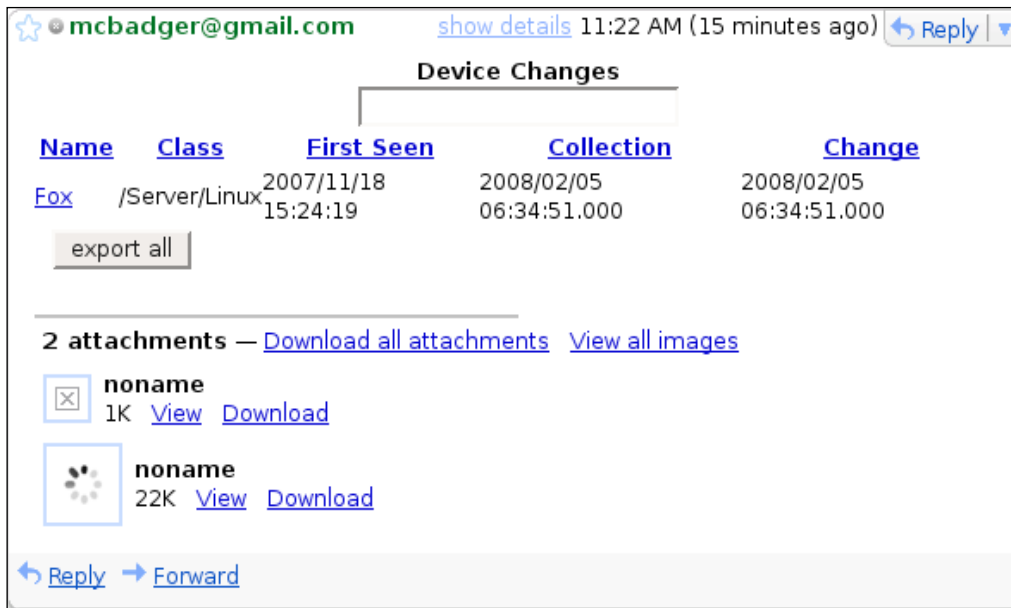 mcbadger@gmail.com show details 11:22 AM (15 minutes ago) Reply
Device Changes
Name Class First Seen Collection Change
Fox /Server/Linux 2007/11/18 15:24:19 2008/02/05 06:34:51.000 2008/02/05 06:34:51.000
export all
2 attachments — Download all attachments View all images
noname
1K View Download
noname
22K View Download
Reply Forward